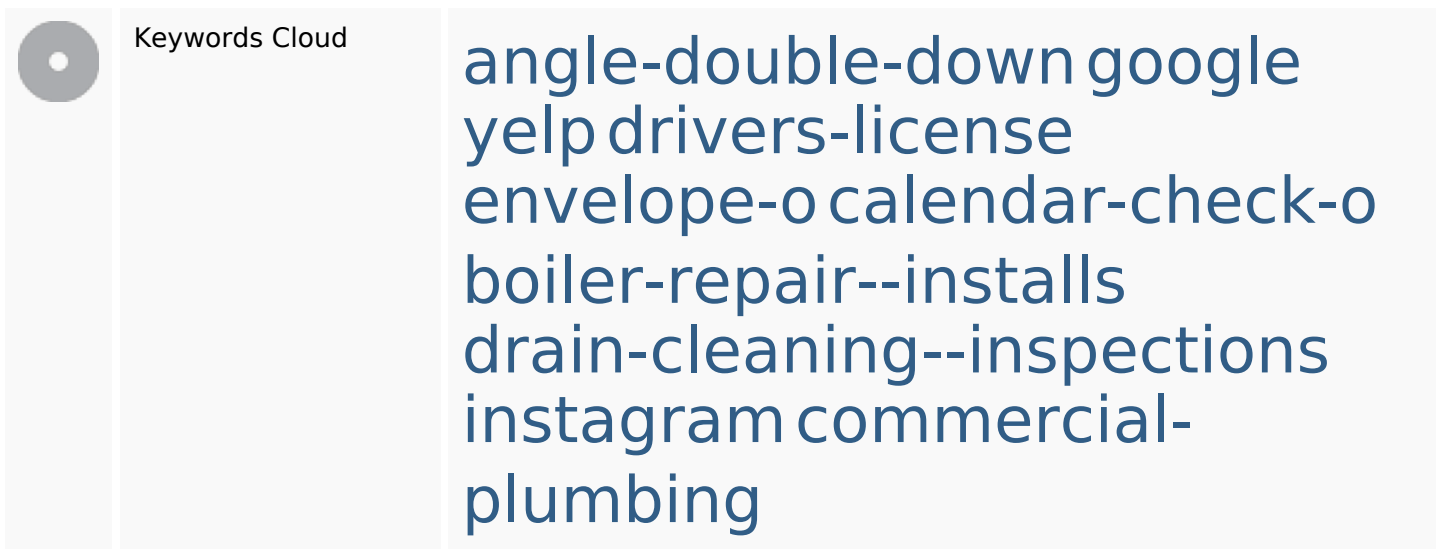 Keywords Cloud
angle-double-down google
yelp drivers-license
envelope-o calendar-check-o
boiler-repair--installs
drain-cleaning--inspections
instagram commercial-
plumbing